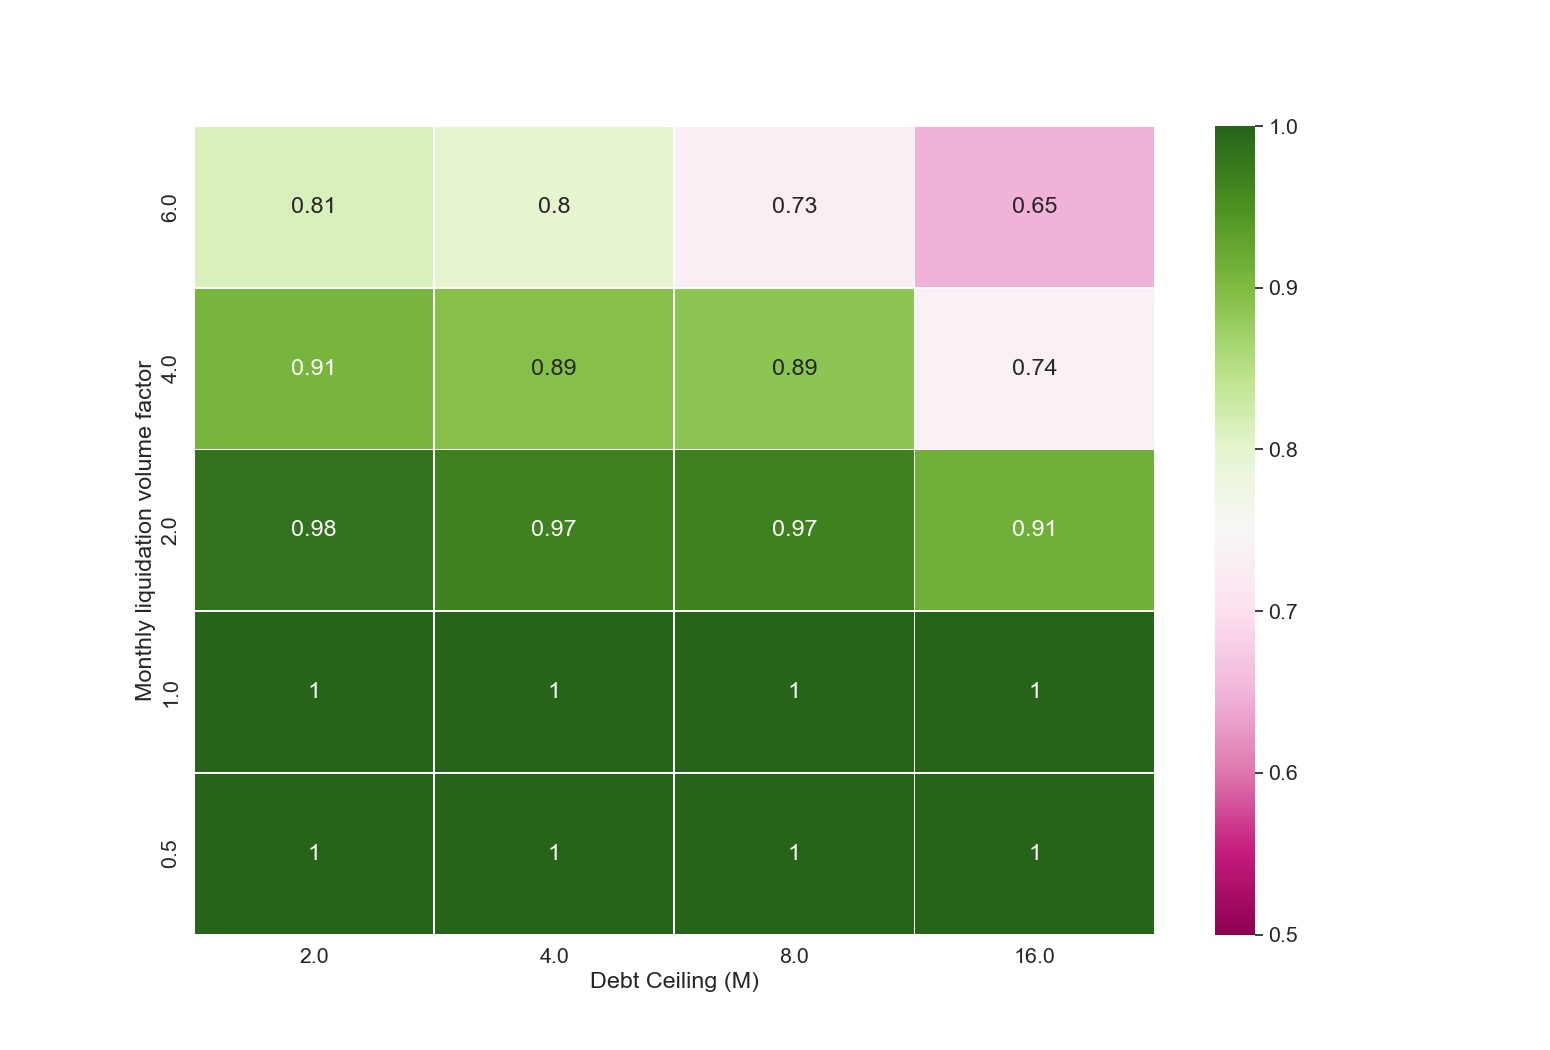 Monthly liquidation volume factor
6.0 0.81 0.8 0.73 0.65
4.0 0.91 0.89 0.89 0.74
2.0 0.98 0.97 0.97 0.91
1.0 1 1 1 1
0.5 1 1 1 1
2.0 4.0 8.0 16.0
Debt Ceiling (M)
1.0
0.9
0.8
0.7
0.6
0.5